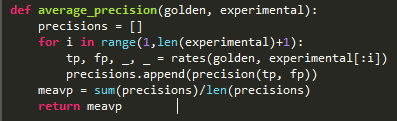 def average_precision(golden, experimental):
    precisions = []
    for i in range(1,len(experimental)+1):
        tp, fp, _, _ = rates(golden, experimental[:i])
        precisions.append(precision(tp, fp))
    meavp = sum(precisions)/len(precisions)
    return meavp